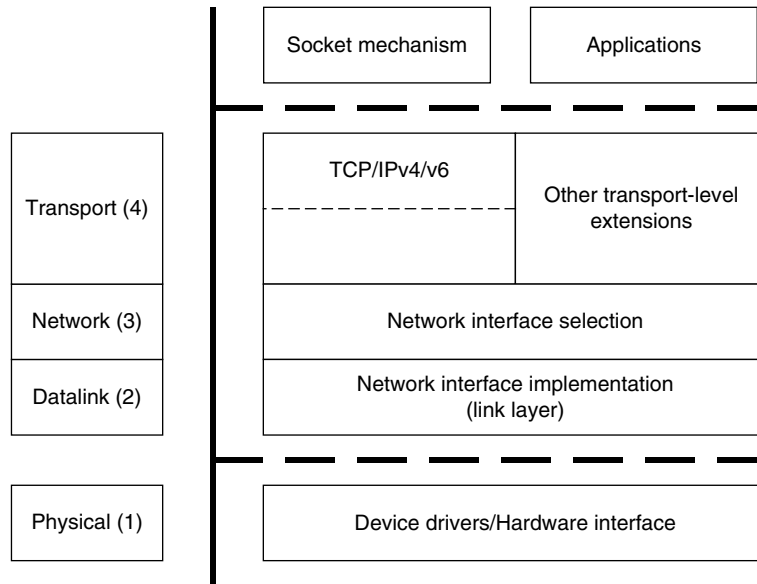 Socket mechanism
Applications
Transport (4)
TCP/IPv4/v6
Other transport-level
extensions
Network (3)
Network interface selection
Datalink (2)
Network interface implementation
(link layer)
Physical (1)
Device drivers/Hardware interface